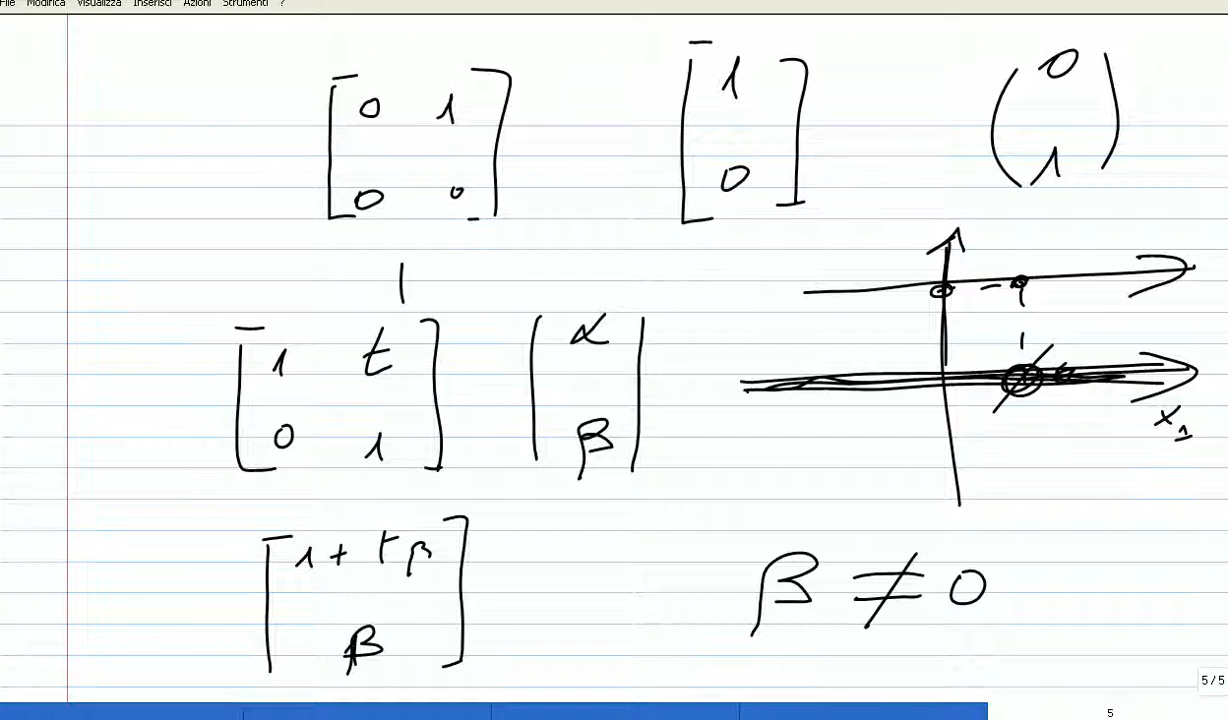 File Modifica Visualizza Inserisci Azioni Strumenti ?
[0 1; 0 0] [1; 0] (0; 1)
[1 t; 0 1] |α; β|
x₁
[1 + tβ; β]
β ≠ 0
5 / 5
5